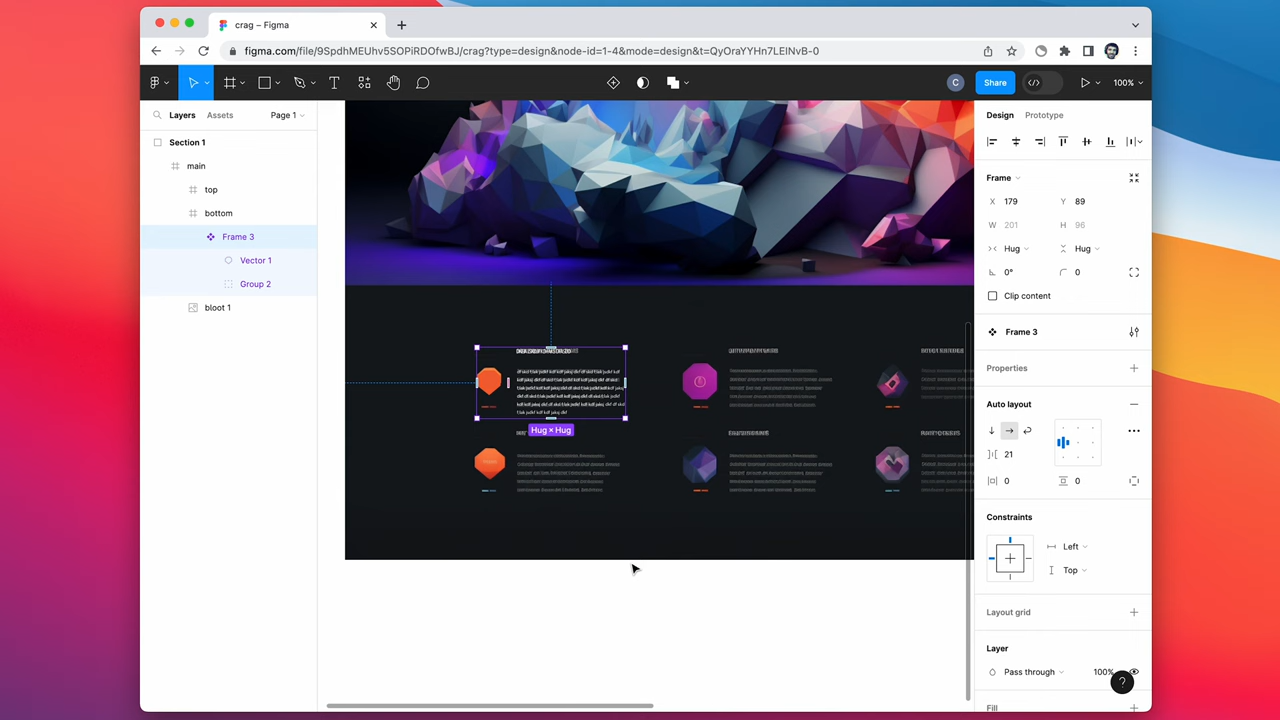 crag – Figma
figma.com/file/9SpdhMEUhv5SOPiRDOfwBJ/crag?type=design&node-id=1-4&mode=design&t=QyOraYYHn7LEINvB-0
C
Share
100%
Layers
Assets
Page 1
Section 1
main
top
bottom
Frame 3
Vector 1
Group 2
bloot 1
Hug × Hug
Design
Prototype
Frame
X 179 Y 89
W 201 H 96
Hug Hug
0° 0
Clip content
Frame 3
Properties
Auto layout
21
0 0
Constraints
Left
Top
Layout grid
Layer
Pass through 100%
?
Fill